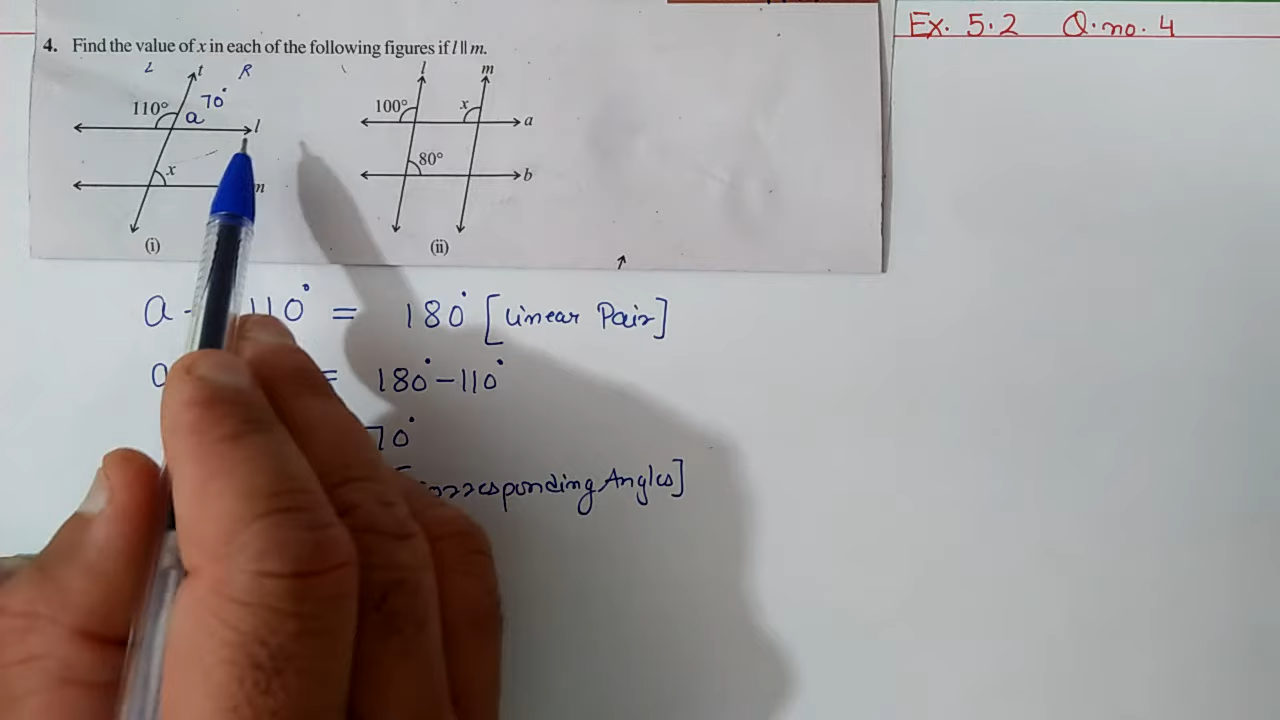 Ex. 5.2 Q.no. 4
4. Find the value of x in each of the following figures if l || m.
L t R l m
110° 70° 100° x
a l a
x 80°
m b
(i) (ii)
a 110° = 180° [Linear Pair]
a = 180° - 110°
70°
Corresponding Angles]